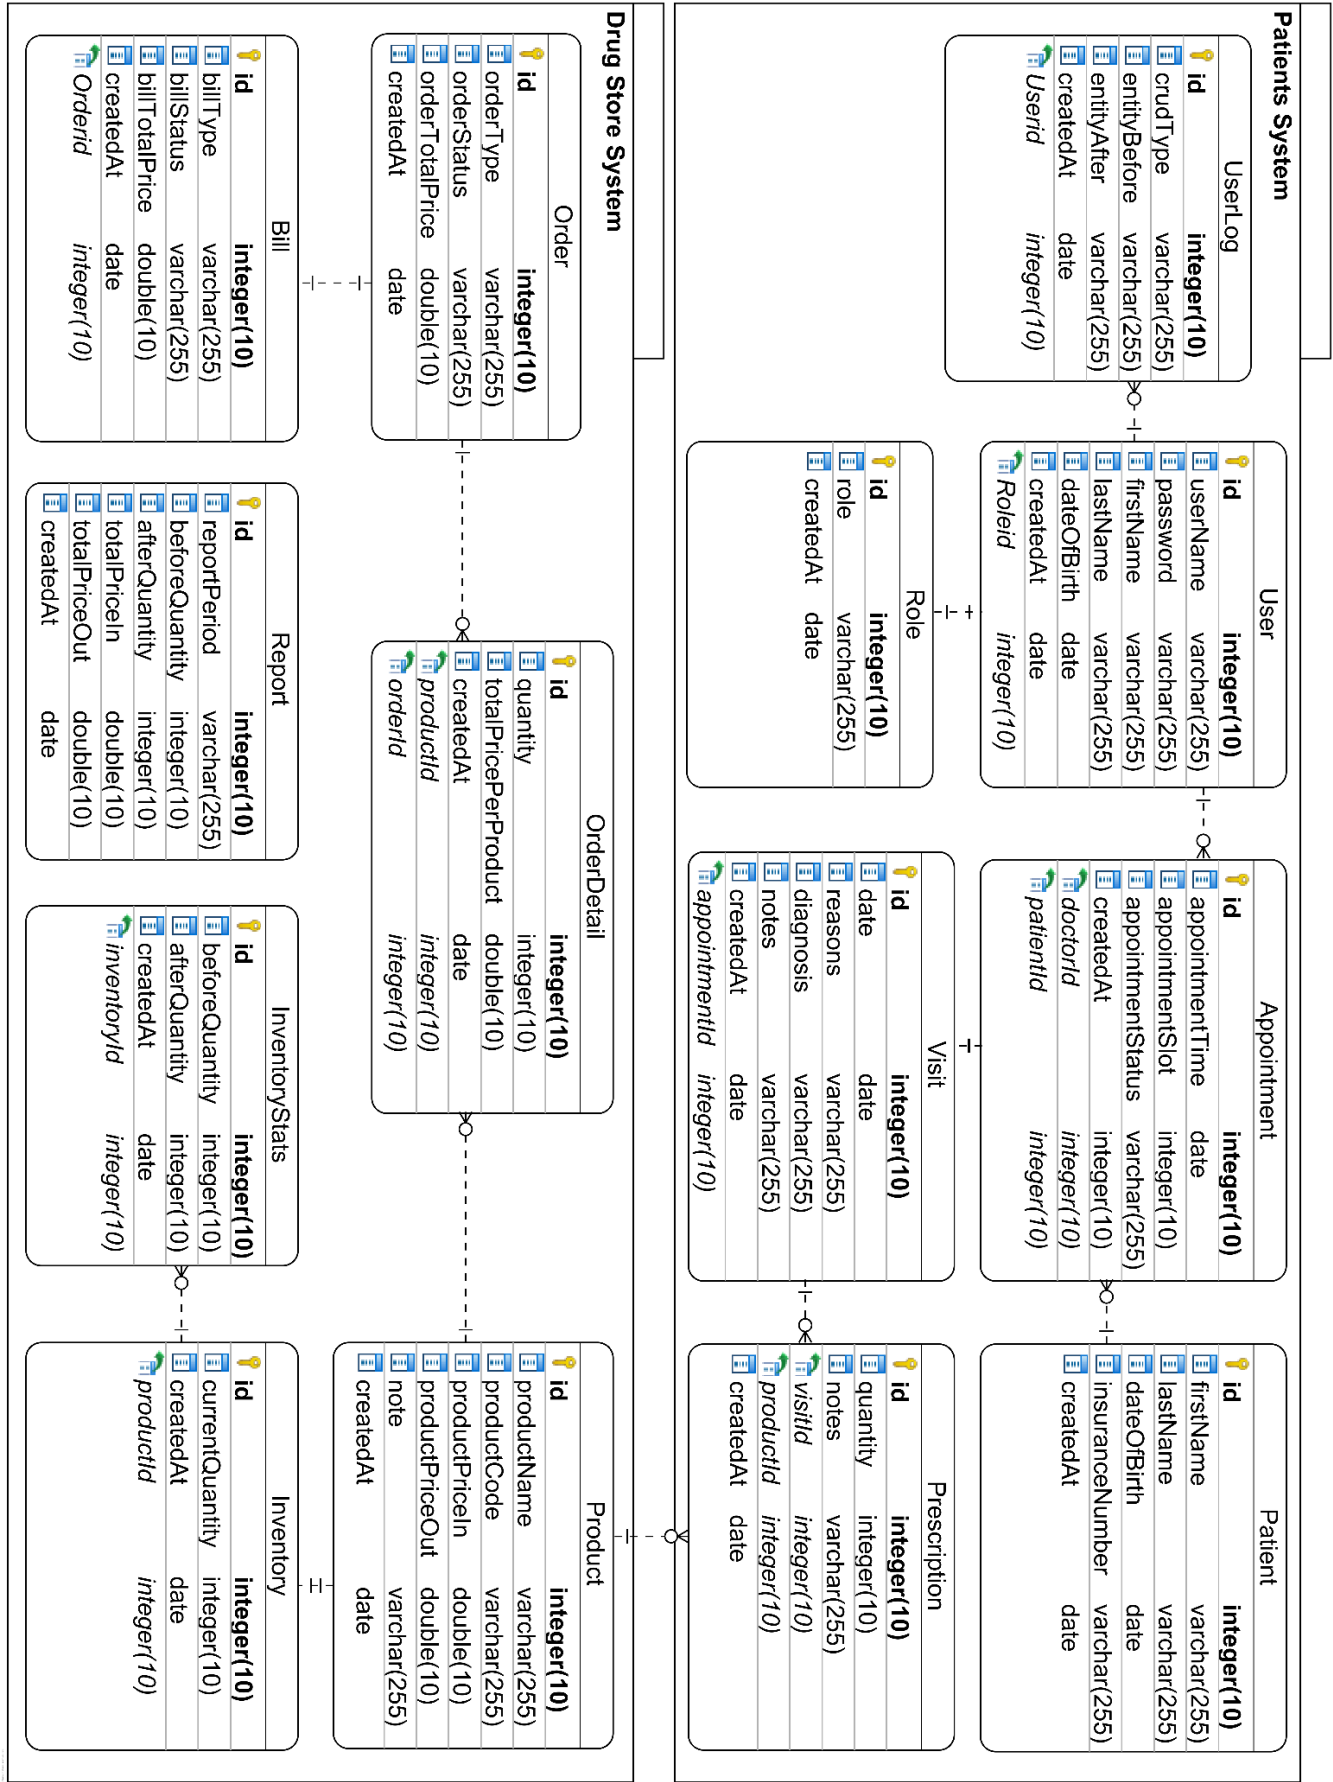 Patients System
UserLog
id integer(10)
crudType varchar(255)
entityBefore varchar(255)
entityAfter varchar(255)
createdAt date
Userid integer(10)
User
id integer(10)
userName varchar(255)
password varchar(255)
firstName varchar(255)
lastName varchar(255)
dateOfBirth date
createdAt date
Roleid integer(10)
Appointment
id integer(10)
appointmentTime date
appointmentSlot integer(10)
appointmentStatus varchar(255)
createdAt integer(10)
doctorId integer(10)
patientId integer(10)
Patient
id integer(10)
firstName varchar(255)
lastName varchar(255)
dateOfBirth date
insuranceNumber varchar(255)
createdAt date
Role
id integer(10)
role varchar(255)
createdAt date
Visit
id integer(10)
date date
reasons varchar(255)
diagnosis varchar(255)
notes varchar(255)
createdAt date
appointmentId integer(10)
Prescription
id integer(10)
quantity integer(10)
notes varchar(255)
visitId integer(10)
productId integer(10)
createdAt date
Drug Store System
Order
id integer(10)
orderType varchar(255)
orderStatus varchar(255)
orderTotalPrice double(10)
createdAt date
OrderDetail
id integer(10)
quantity integer(10)
totalPricePerProduct double(10)
createdAt date
productId integer(10)
orderId integer(10)
Product
id integer(10)
productName varchar(255)
productCode varchar(255)
productPriceIn double(10)
productPriceOut double(10)
note varchar(255)
createdAt date
Bill
id integer(10)
billType varchar(255)
billStatus varchar(255)
billTotalPrice double(10)
createdAt date
Orderid integer(10)
Report
id integer(10)
reportPeriod varchar(255)
beforeQuantity integer(10)
afterQuantity integer(10)
totalPriceIn double(10)
totalPriceOut double(10)
createdAt date
InventoryStats
id integer(10)
beforeQuantity integer(10)
afterQuantity integer(10)
createdAt date
inventoryId integer(10)
Inventory
id integer(10)
currentQuantity integer(10)
createdAt date
productId integer(10)